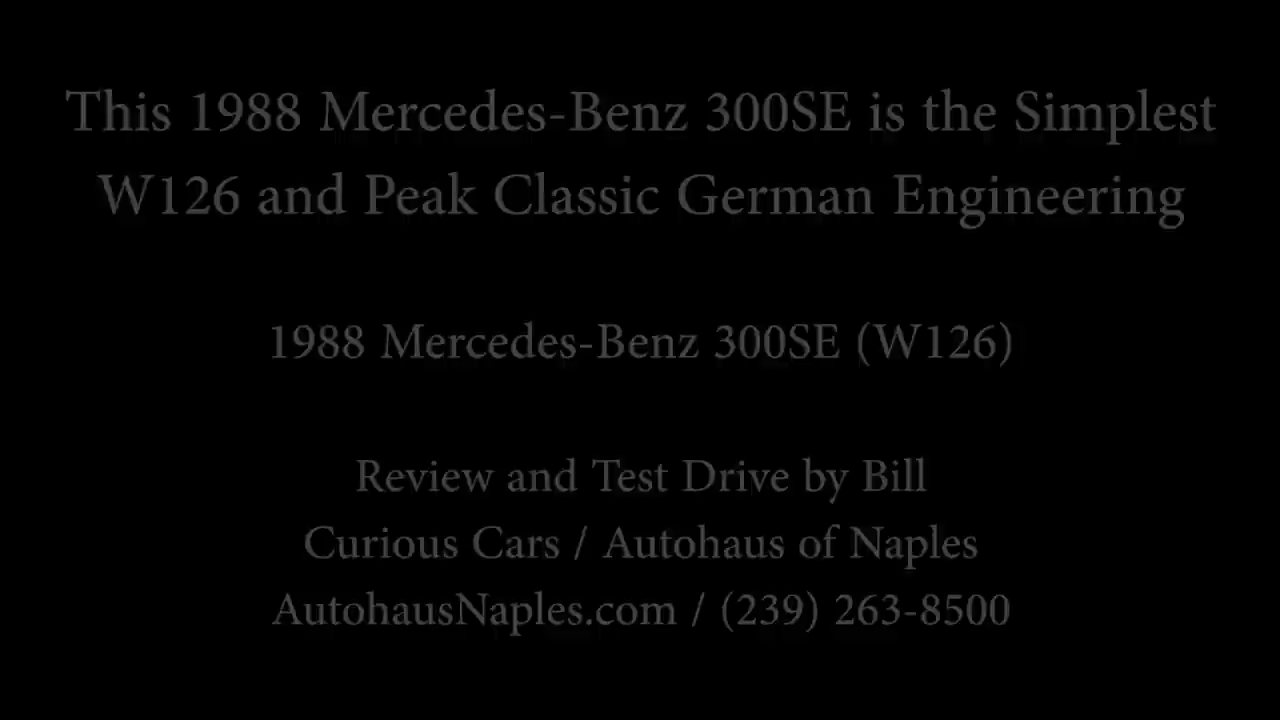 This 1988 Mercedes-Benz 300SE is the Simplest
W126 and Peak Classic German Engineering
1988 Mercedes-Benz 300SE (W126)
Review and Test Drive by Bill
Curious Cars / Autohaus of Naples
AutohausNaples.com / (239) 263-8500